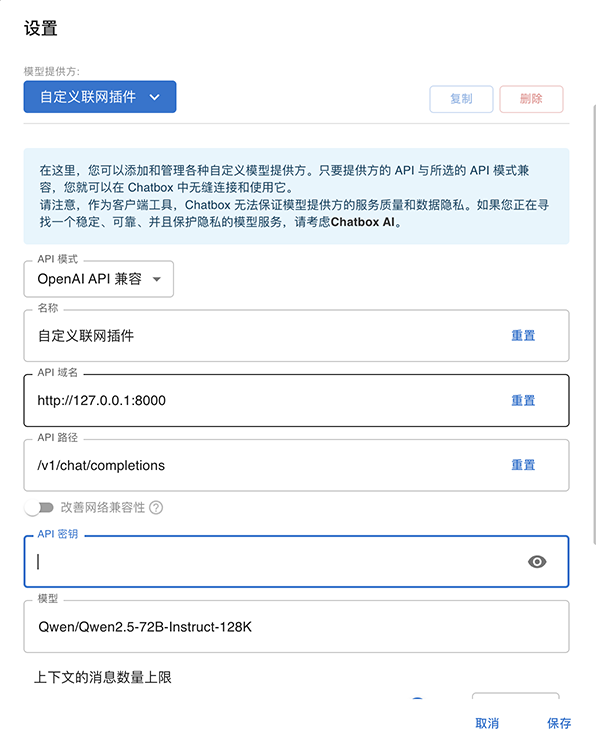 设置
模型提供方:
自定义联网插件
复制
删除
在这里，您可以添加和管理各种自定义模型提供方。只要提供方的 API 与所选的 API 模式兼
容，您就可以在 Chatbox 中无缝连接和使用它。
请注意，作为客户端工具，Chatbox 无法保证模型提供方的服务质量和数据隐私。如果您正在寻
找一个稳定、可靠、并且保护隐私的模型服务，请考虑Chatbox AI。
API 模式
OpenAI API 兼容
名称
自定义联网插件
重置
API 域名
http://127.0.0.1:8000
重置
API 路径
/v1/chat/completions
重置
改善网络兼容性
API 密钥
模型
Qwen/Qwen2.5-72B-Instruct-128K
上下文的消息数量上限
取消
保存